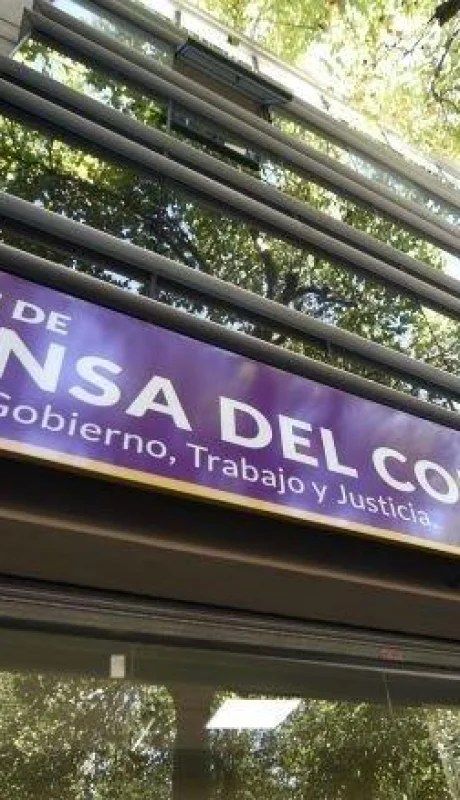 DE
NSA DEL CO
Gobierno, Trabajo y Justicia